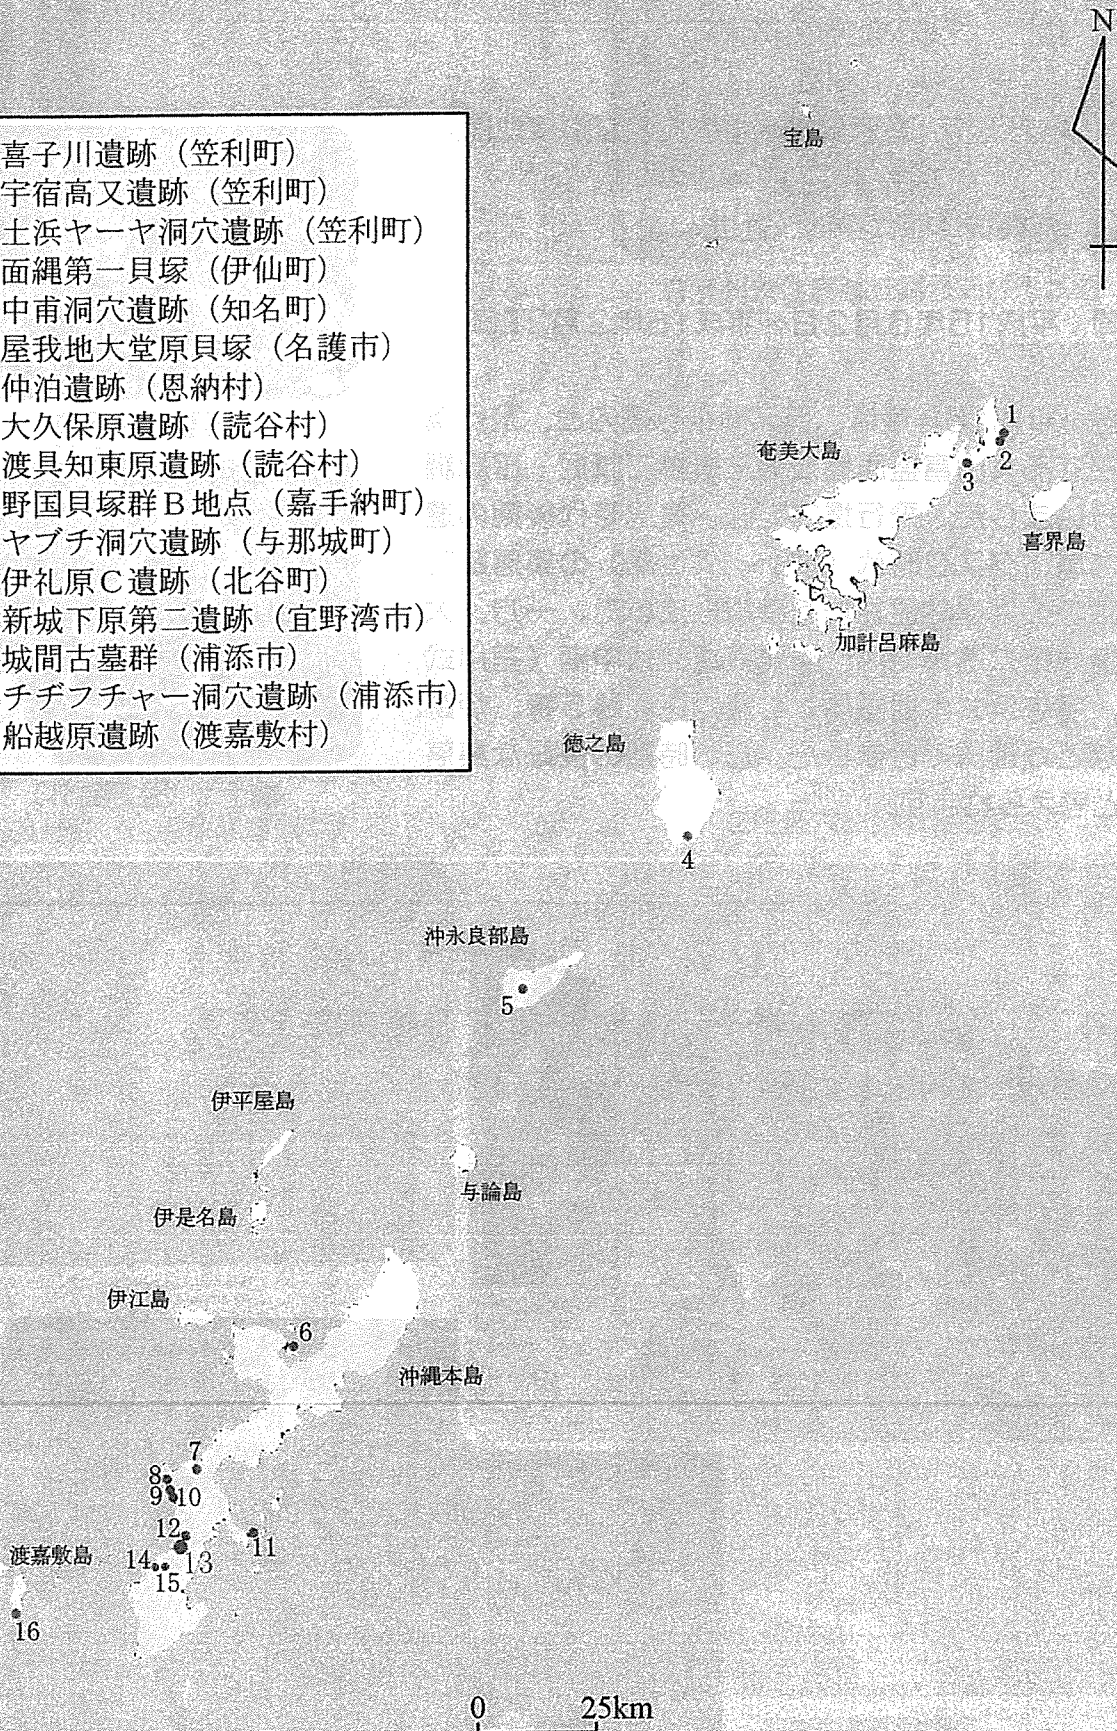 N
喜子川遺跡（笠利町）
宇宿高又遺跡（笠利町）
土浜ヤーヤ洞穴遺跡（笠利町）
面縄第一貝塚（伊仙町）
中甫洞穴遺跡（知名町）
屋我地大堂原貝塚（名護市）
仲泊遺跡（恩納村）
大久保原遺跡（読谷村）
渡具知東原遺跡（読谷村）
野国貝塚群B地点（嘉手納町）
ヤブチ洞穴遺跡（与那城町）
伊礼原C遺跡（北谷町）
新城下原第二遺跡（宜野湾市）
城間古墓群（浦添市）
チヂフチャー洞穴遺跡（浦添市）
船越原遺跡（渡嘉敷村）
宝島
奄美大島
1
2
3
喜界島
加計呂麻島
徳之島
4
沖永良部島
5
伊平屋島
与論島
伊是名島
伊江島
6
沖縄本島
7
8
9
10
11
12
13
14
15
渡嘉敷島
16
0 25km